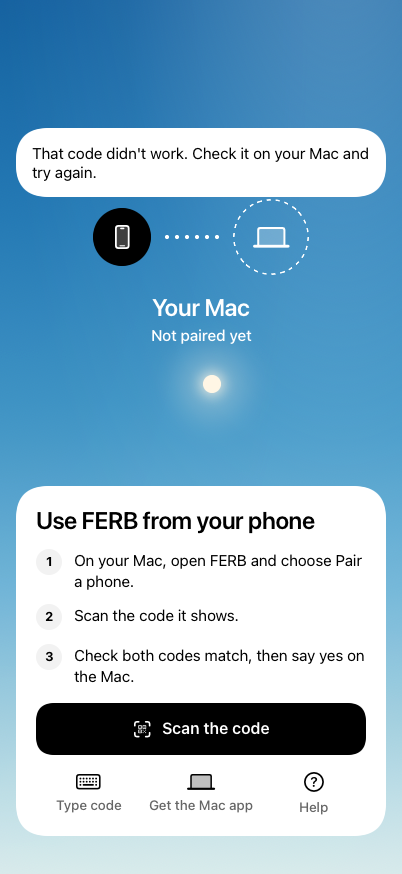 That code didn't work. Check it on your Mac and
try again.
Your Mac
Not paired yet
Use FERB from your phone
1 On your Mac, open FERB and choose Pair
a phone.
2 Scan the code it shows.
3 Check both codes match, then say yes on
the Mac.
Scan the code
Type code Get the Mac app Help